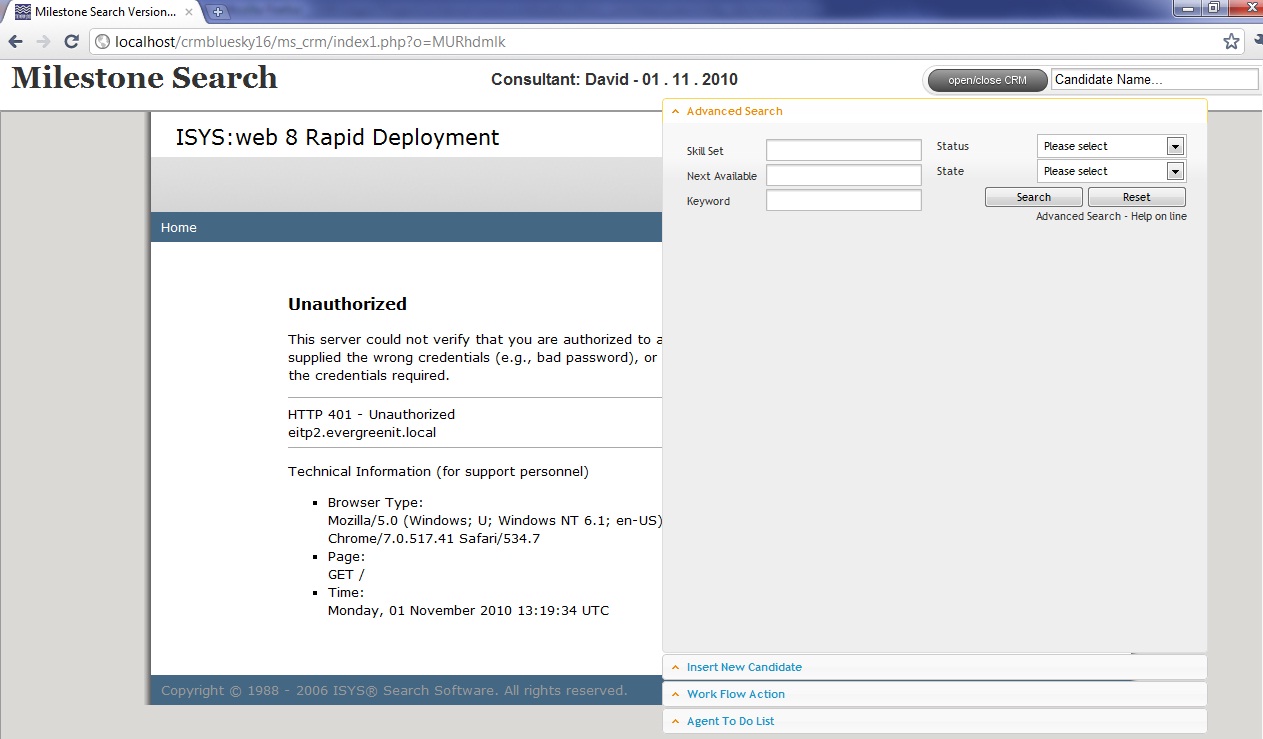 Milestone Search Version...
localhost/crmbluesky16/ms_crm/index1.php?o=MURhdmlk
Milestone Search
Consultant: David - 01 . 11 . 2010
open/close CRM
Candidate Name...
ISYS:web 8 Rapid Deployment
Home
Unauthorized
This server could not verify that you are authorized to a
supplied the wrong credentials (e.g., bad password), or
the credentials required.
HTTP 401 - Unauthorized
eitp2.evergreenit.local
Technical Information (for support personnel)
Browser Type:
Mozilla/5.0 (Windows; U; Windows NT 6.1; en-US)
Chrome/7.0.517.41 Safari/534.7
Page:
GET /
Time:
Monday, 01 November 2010 13:19:34 UTC
Copyright © 1988 - 2006 ISYS® Search Software. All rights reserved.
Advanced Search
Skill Set
Status
Please select
Next Available
State
Please select
Keyword
Search
Reset
Advanced Search - Help on line
Insert New Candidate
Work Flow Action
Agent To Do List